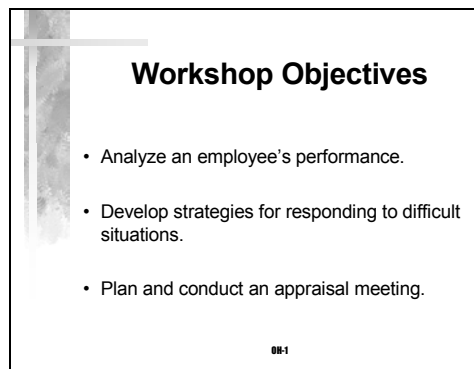 Workshop Objectives
• Analyze an employee’s performance.
• Develop strategies for responding to difficult
situations.
• Plan and conduct an appraisal meeting.
OH-1